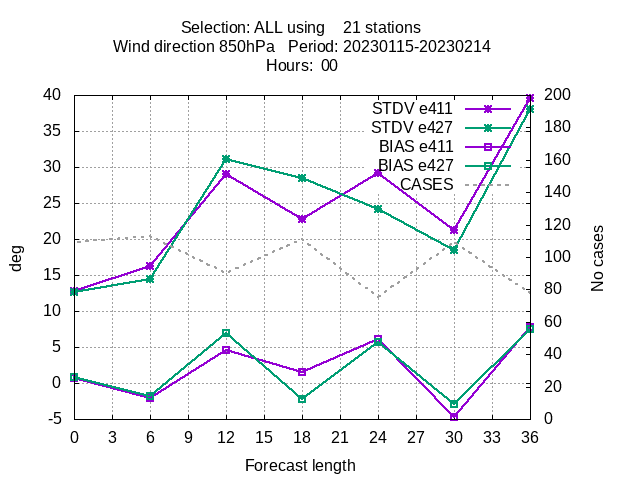 Selection: ALL using    21 stations
Wind direction 850hPa   Period: 20230115-20230214
Hours:  00
STDV e411
STDV e427
BIAS e411
BIAS e427
CASES
40
35
30
25
20
15
10
5
0
-5
200
180
160
140
120
100
80
60
40
20
0
deg
No cases
0 3 6 9 12 15 18 21 24 27 30 33 36
Forecast length